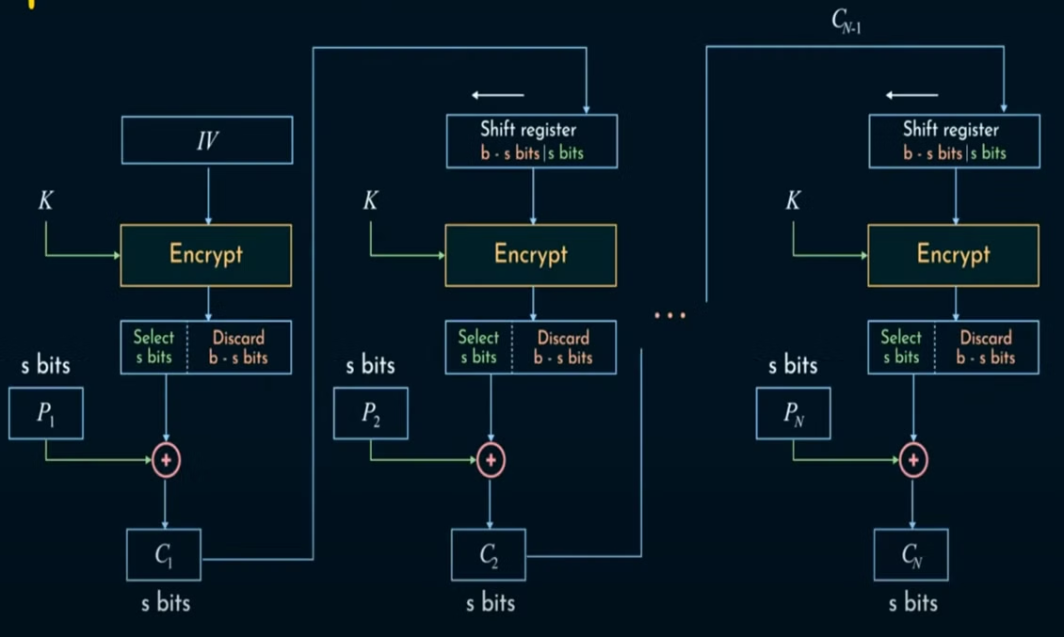 C_{N-1}
IV
Shift register
b - s bits|s bits
Shift register
b - s bits|s bits
K
K
K
Encrypt
Encrypt
Encrypt
...
Select
s bits
Discard
b - s bits
Select
s bits
Discard
b - s bits
Select
s bits
Discard
b - s bits
s bits
s bits
s bits
P_1
P_2
P_N
+
+
+
C_1
C_2
C_N
s bits
s bits
s bits